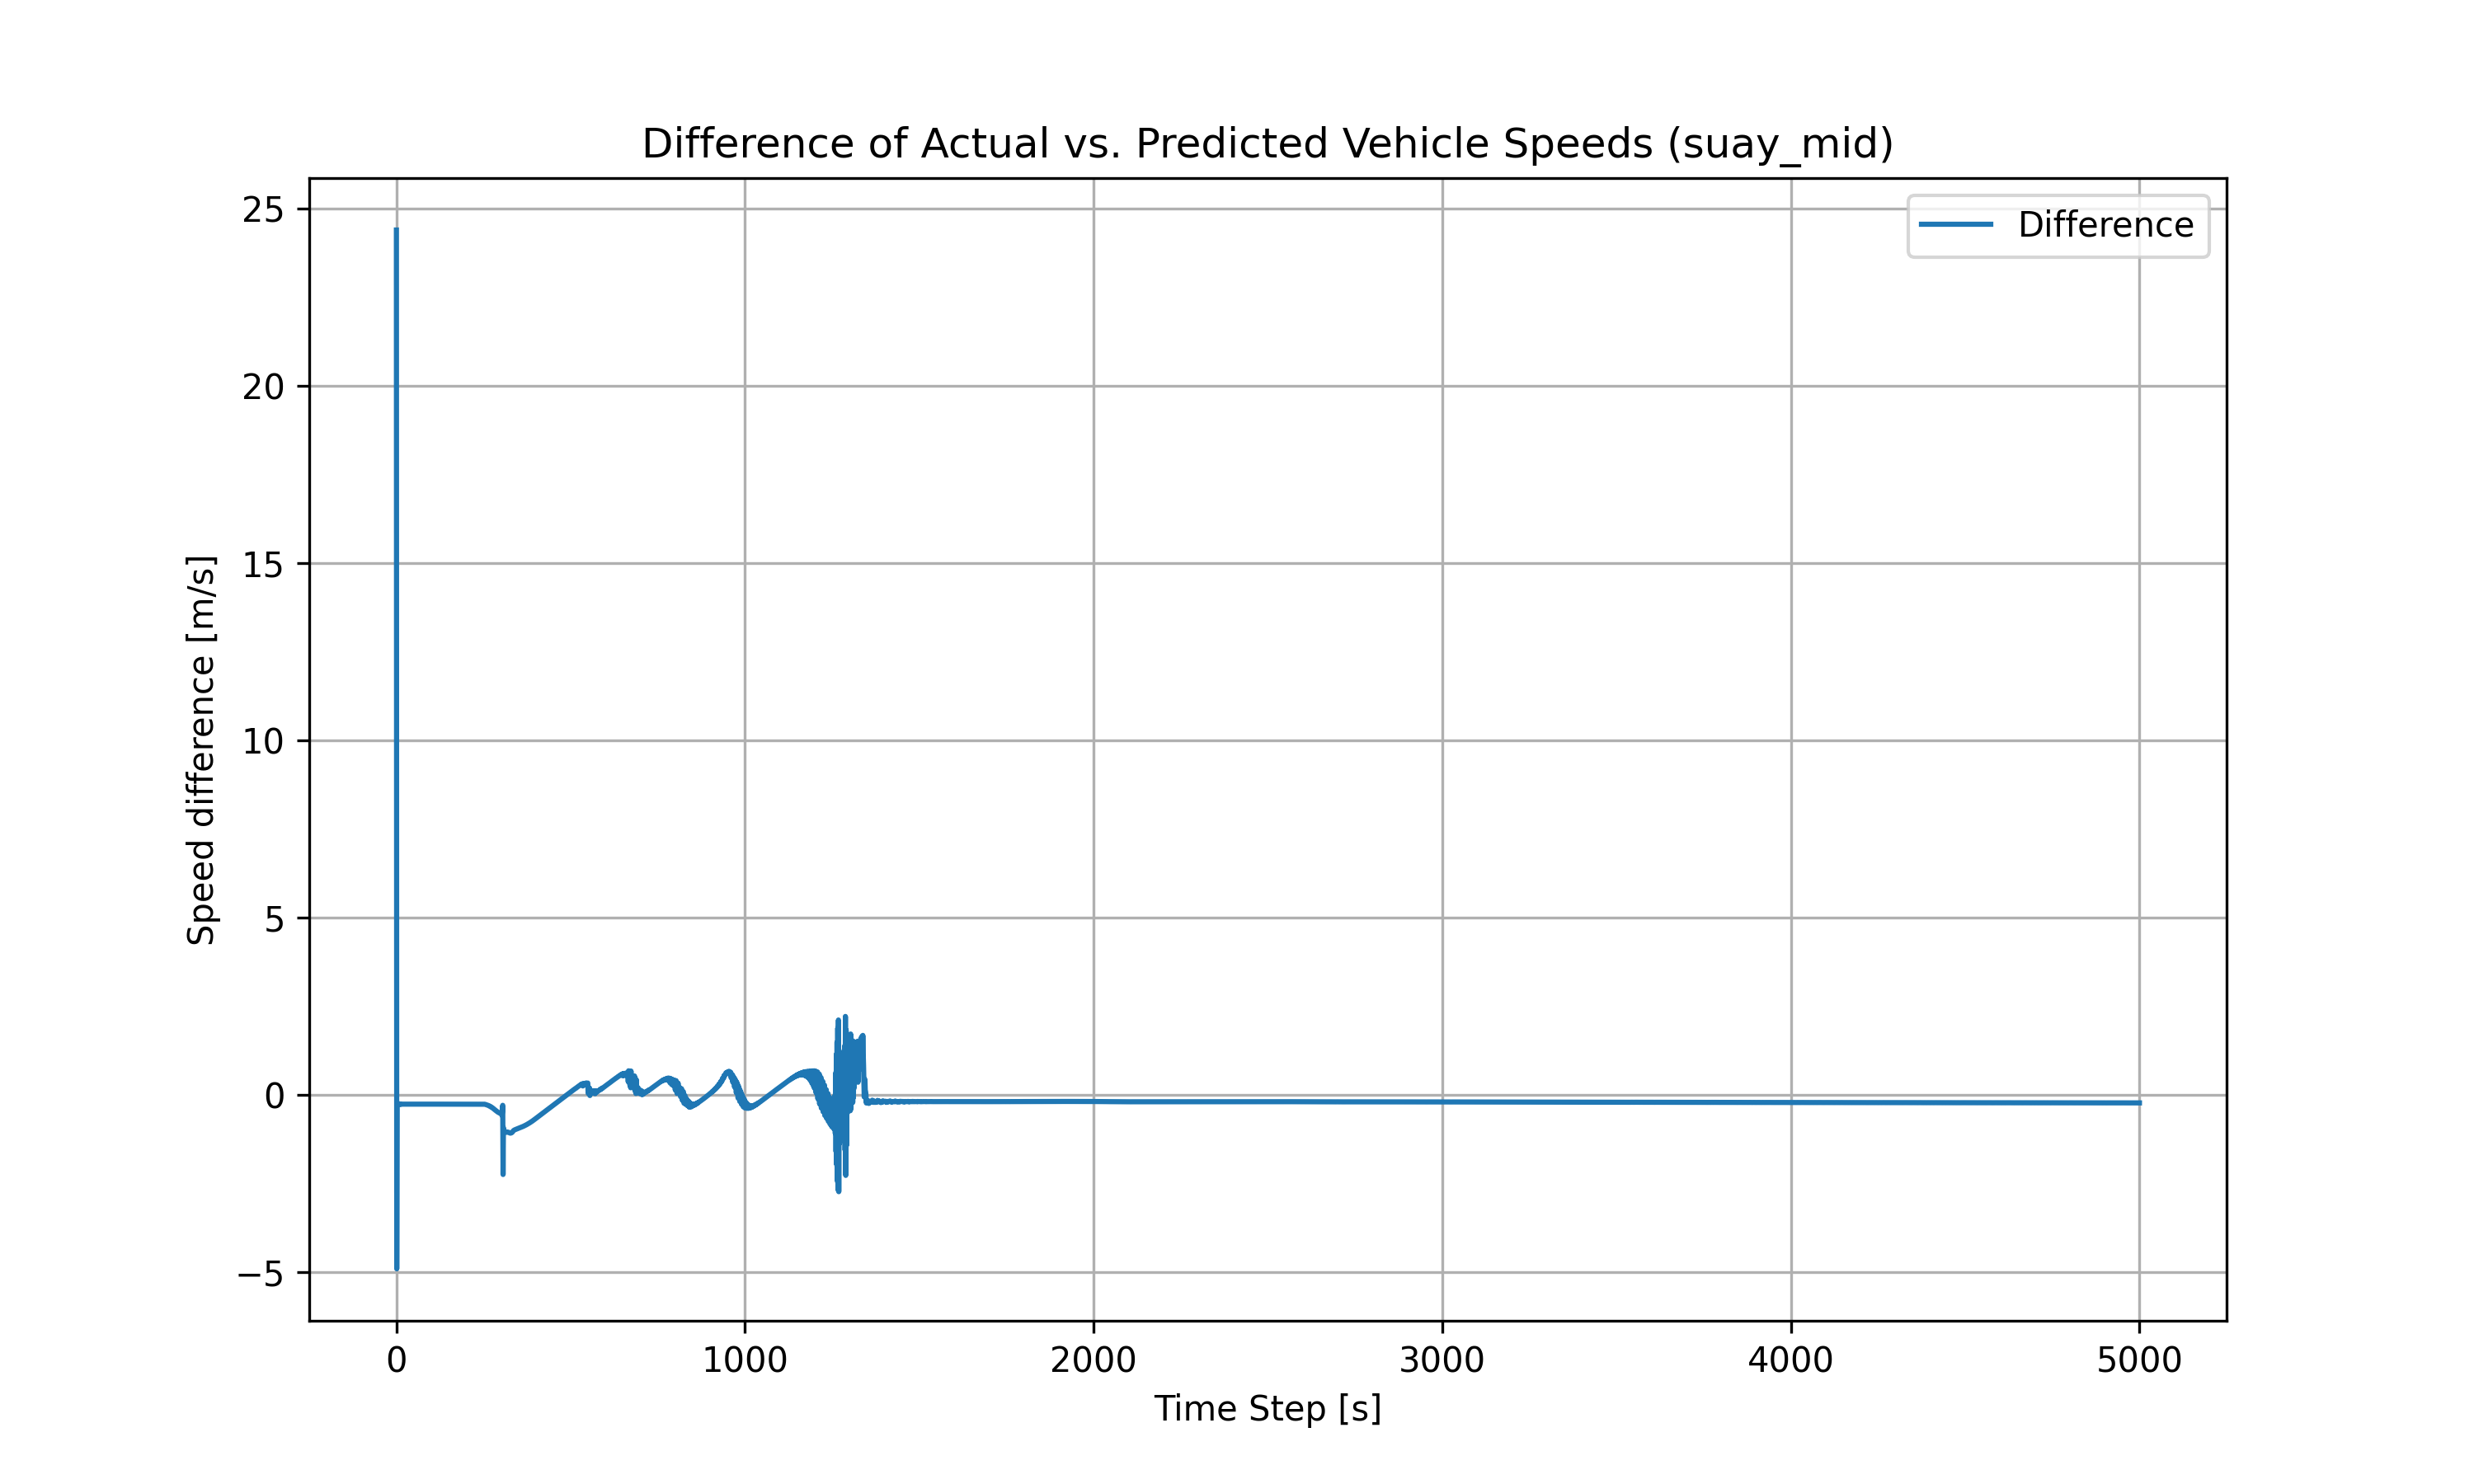 Difference of Actual vs. Predicted Vehicle Speeds (suay_mid)
Difference
25
20
15
10
5
0
−5
Speed difference [m/s]
0 1000 2000 3000 4000 5000
Time Step [s]